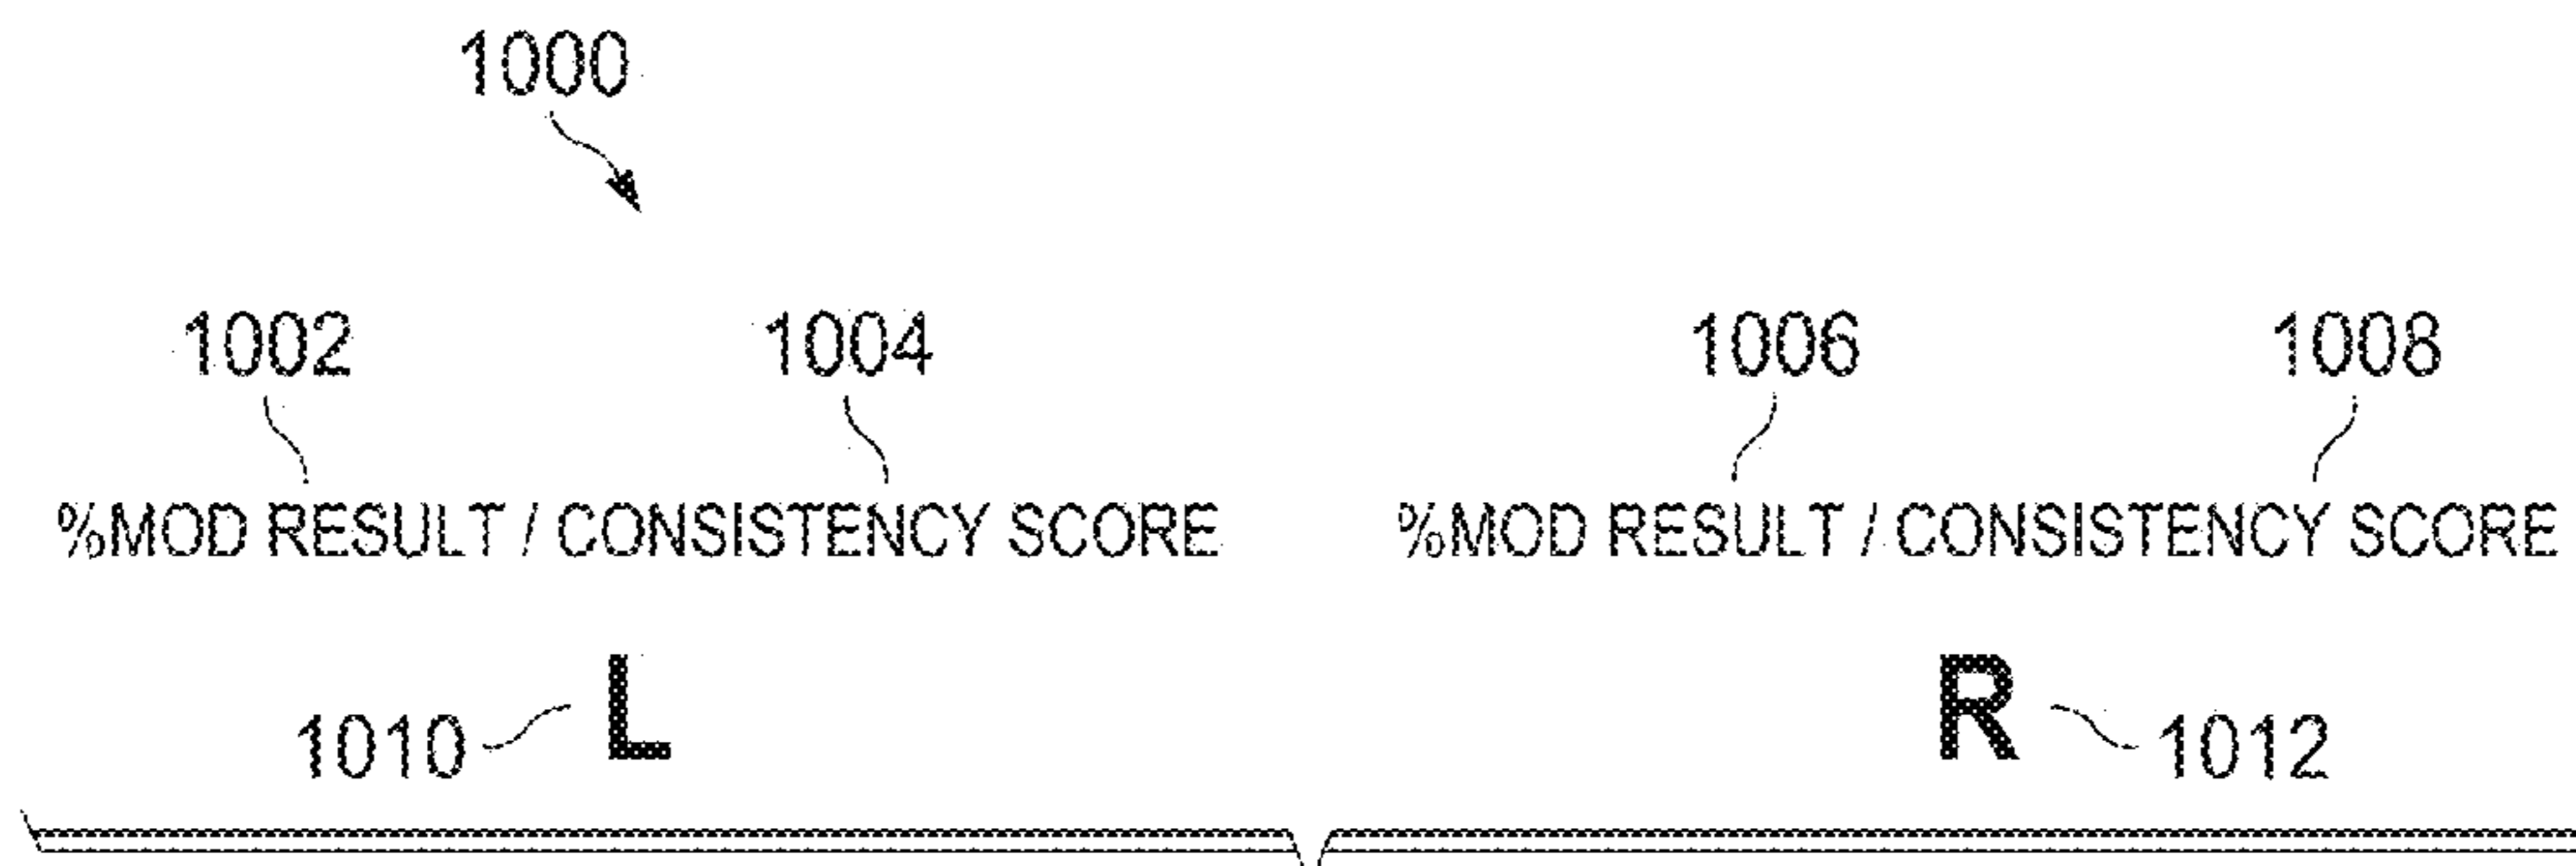 1000
1002 1004 1006 1008
%MOD RESULT / CONSISTENCY SCORE %MOD RESULT / CONSISTENCY SCORE
L R
1010 1012